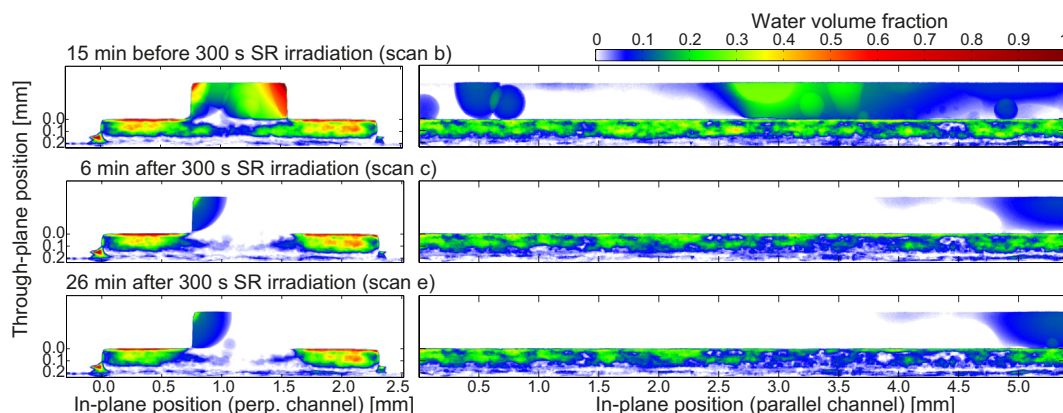 Water volume fraction
0 0.1 0.2 0.3 0.4 0.5 0.6 0.7 0.8 0.9 1
15 min before 300 s SR irradiation (scan b)
0.0
0.1
0.2
6 min after 300 s SR irradiation (scan c)
0.0
0.1
0.2
26 min after 300 s SR irradiation (scan e)
0.0
0.1
0.2
Through-plane position [mm]
0.0 0.5 1.0 1.5 2.0 2.5
0.5 1.0 1.5 2.0 2.5 3.0 3.5 4.0 4.5 5.0
In-plane position (perp. channel) [mm]
In-plane position (parallel channel) [mm]